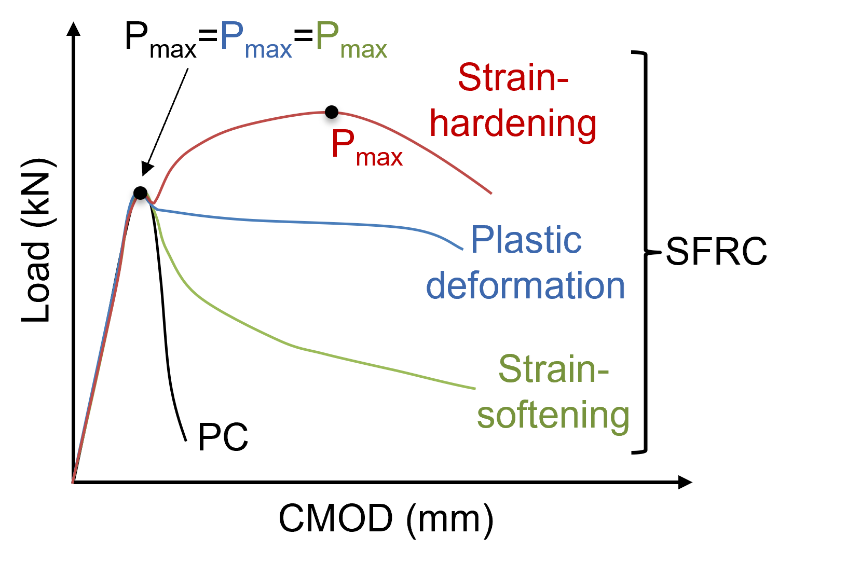 Pmax=Pmax=Pmax
Strain-
hardening
Pmax
Load (kN)
Plastic
deformation
SFRC
Strain-
softening
PC
CMOD (mm)